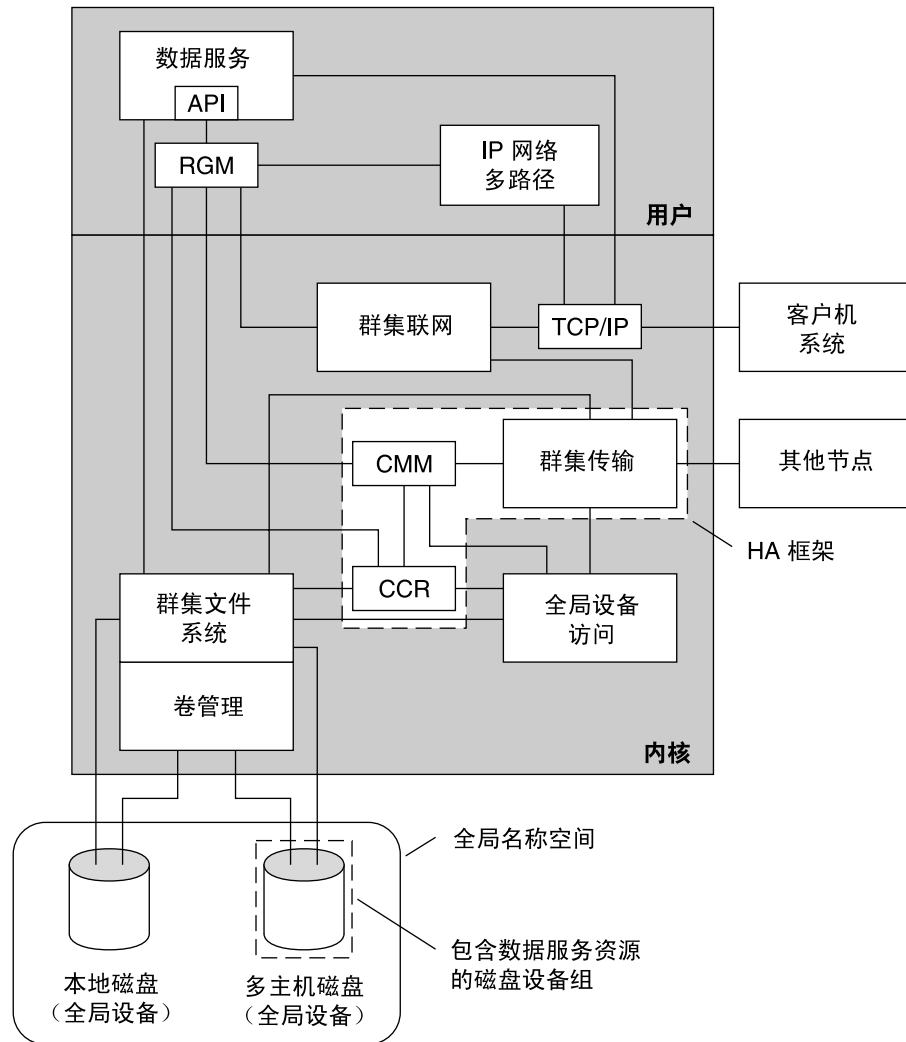 数据服务
API
RGM
IP 网络
多路径
用户
群集联网
TCP/IP
客户机
系统
CMM
群集传输
其他节点
HA 框架
CCR
群集文件
系统
全局设备
访问
卷管理
内核
全局名称空间
包含数据服务资源
的磁盘设备组
本地磁盘
（全局设备）
多主机磁盘
（全局设备）